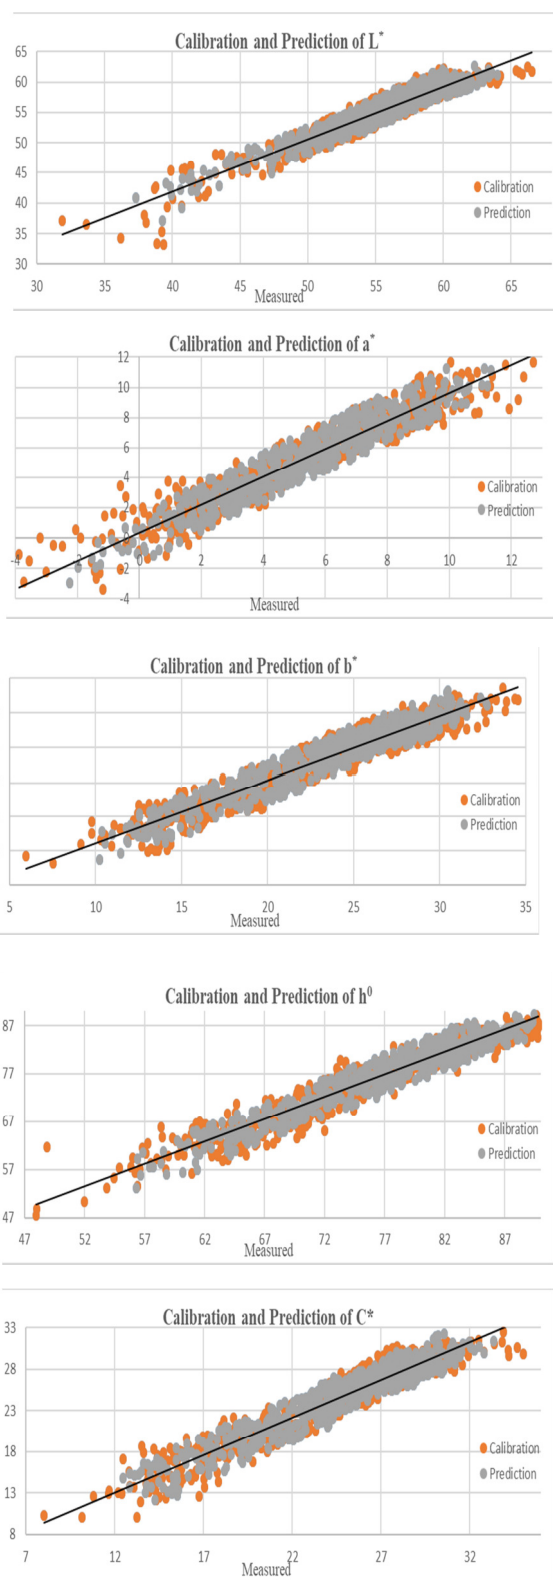 Calibration and Prediction of L*
65
60
55
50
45
40
35
30
Calibration
Prediction
30 35 40 45 50 55 60 65
Measured
Calibration and Prediction of a*
12
10
8
6
4
2
-2
-4
-4 -2 0 2 4 6 8 10 12
Calibration
Prediction
Measured
Calibration and Prediction of b*
Calibration
Prediction
5 10 15 20 25 30 35
Measured
Calibration and Prediction of h⁰
87
77
67
57
47
Calibration
Prediction
47 52 57 62 67 72 77 82 87
Measured
Calibration and Prediction of C*
33
28
23
18
13
8
Calibration
Prediction
7 12 17 22 27 32
Measured